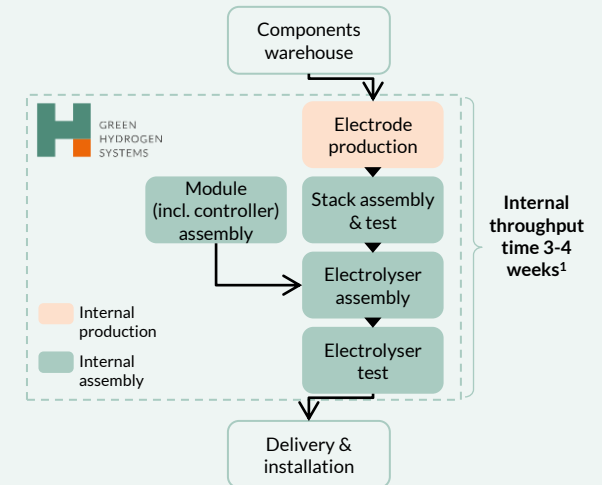 Components
warehouse
GREEN
HYDROGEN
SYSTEMS
Electrode
production
Module
(incl. controller)
assembly
Stack assembly
& test
Internal
throughput
time 3-4
weeks¹
Electrolyser
assembly
Internal
production
Internal
assembly
Electrolyser
test
Delivery &
installation